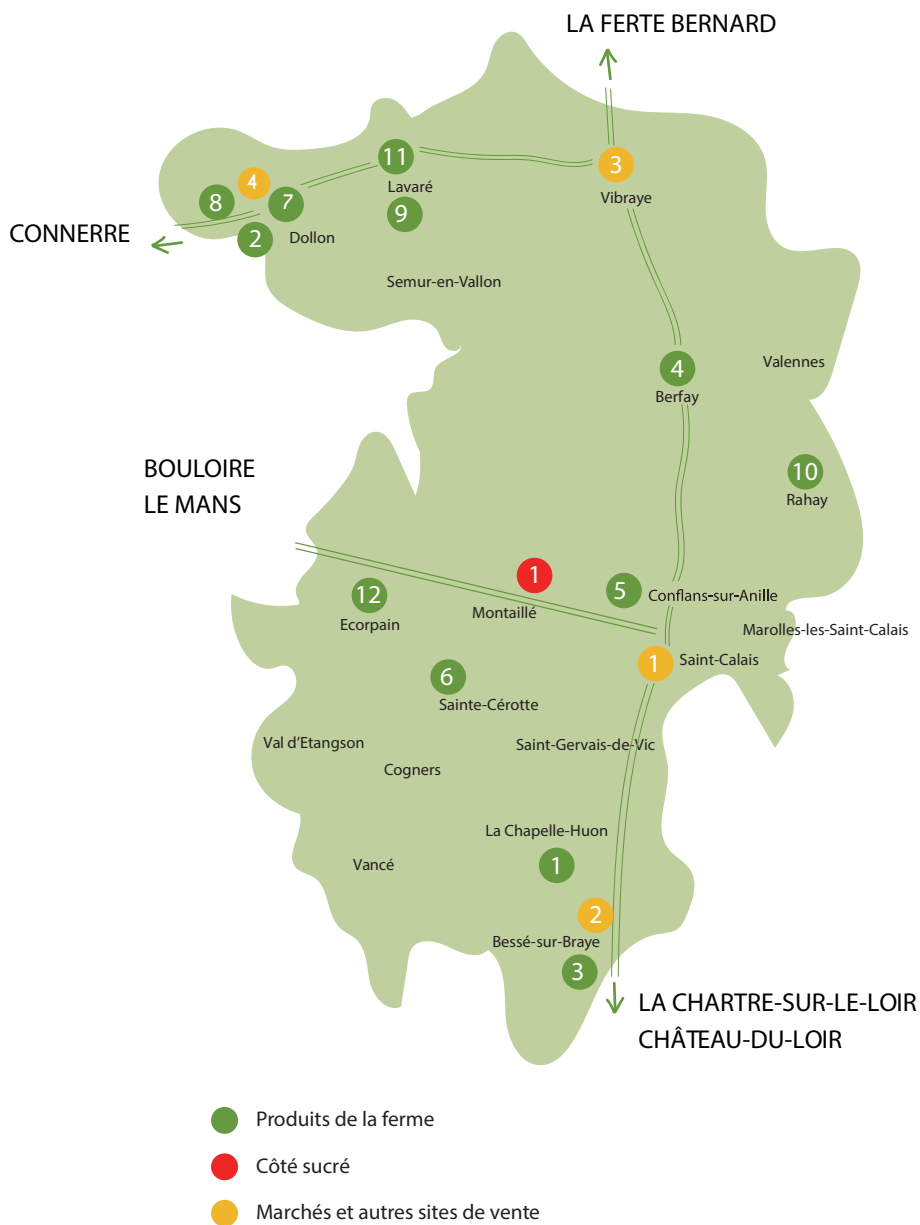 LA FERTE BERNARD
11
3
4
Lavaré
8
7
Vibraye
9
CONNERRE
2
Dollon
Semur-en-Vallon
4
Valennes
Berfay
BOULOIRE
LE MANS
10
Rahay
1
12
5
Conflans-sur-Anille
Montaillé
Ecorpain
Marolles-les-Saint-Calais
1
Saint-Calais
6
Sainte-Cérotte
Val d'Etangson
Saint-Gervais-de-Vic
Cogners
La Chapelle-Huon
Vancé
1
2
Bessé-sur-Braye
3
LA CHARTRE-SUR-LE-LOIR
CHÂTEAU-DU-LOIR
Produits de la ferme
Côté sucré
Marchés et autres sites de vente